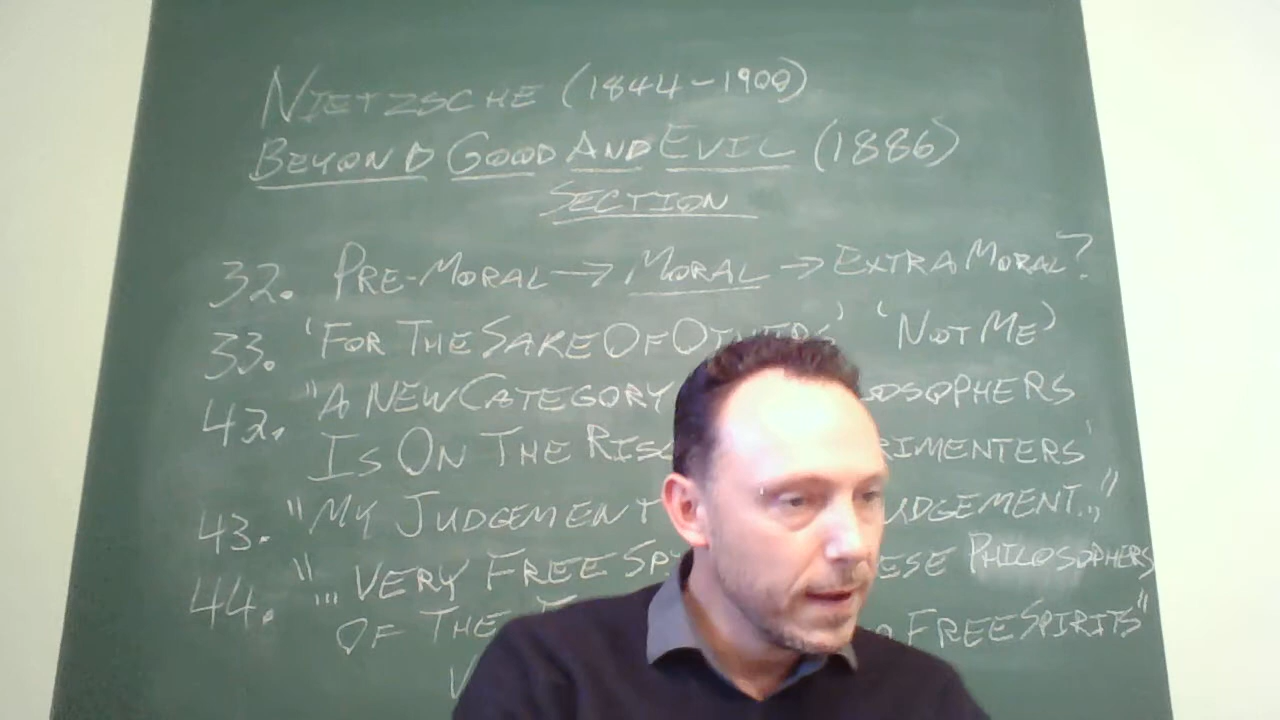 NIETZSCHE (1844-1900)
BEYOND GOOD AND EVIL (1886)
SECTION
32. PRE-MORAL → MORAL → EXTRA MORAL?
33. 'FOR THE SAKE OF OTHERS' 'NOT ME)
42. "A NEW CATEGORY OSOPHERS
IS ON THE RIS RIMENTERS'
43. "MY JUDGEMENT UDGEMENT."
44. "... VERY FREE SP ESE PHILOSOPHERS
OF THE FREE SPIRITS"